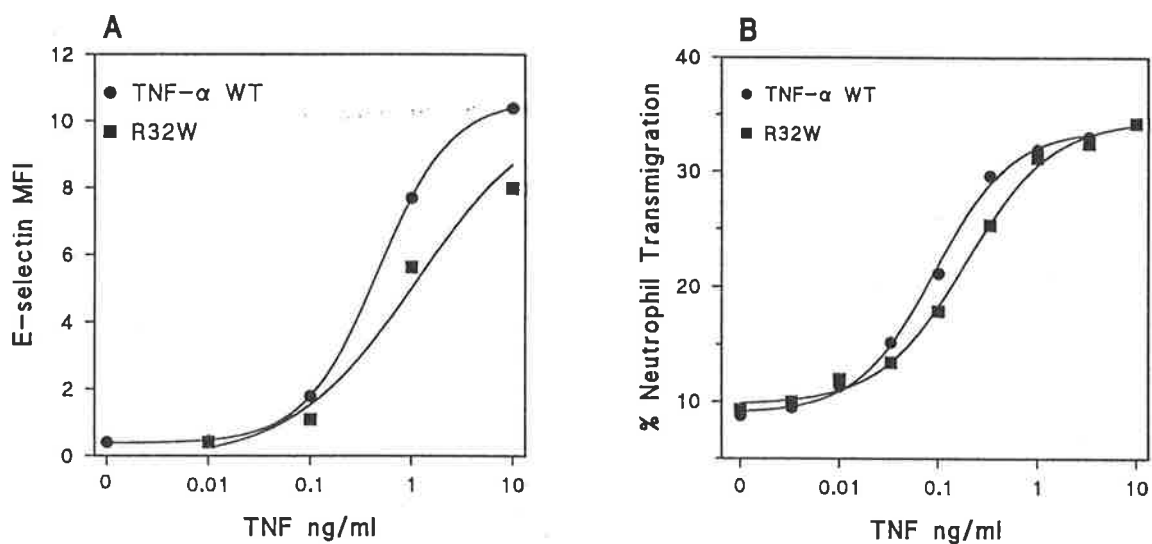 A
12
10
8
6
4
2
0
E-selectin MFI
TNF-α WT
R32W
0 0.01 0.1 1 10
TNF ng/ml
B
40
30
20
10
% Neutrophil Transmigration
TNF-α WT
R32W
0 0.01 0.1 1 10
TNF ng/ml